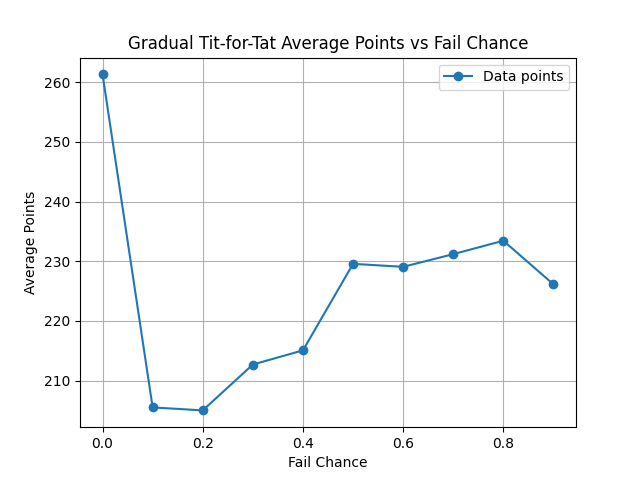 Gradual Tit-for-Tat Average Points vs Fail Chance
Data points
Average Points
260
250
240
230
220
210
0.0 0.2 0.4 0.6 0.8
Fail Chance